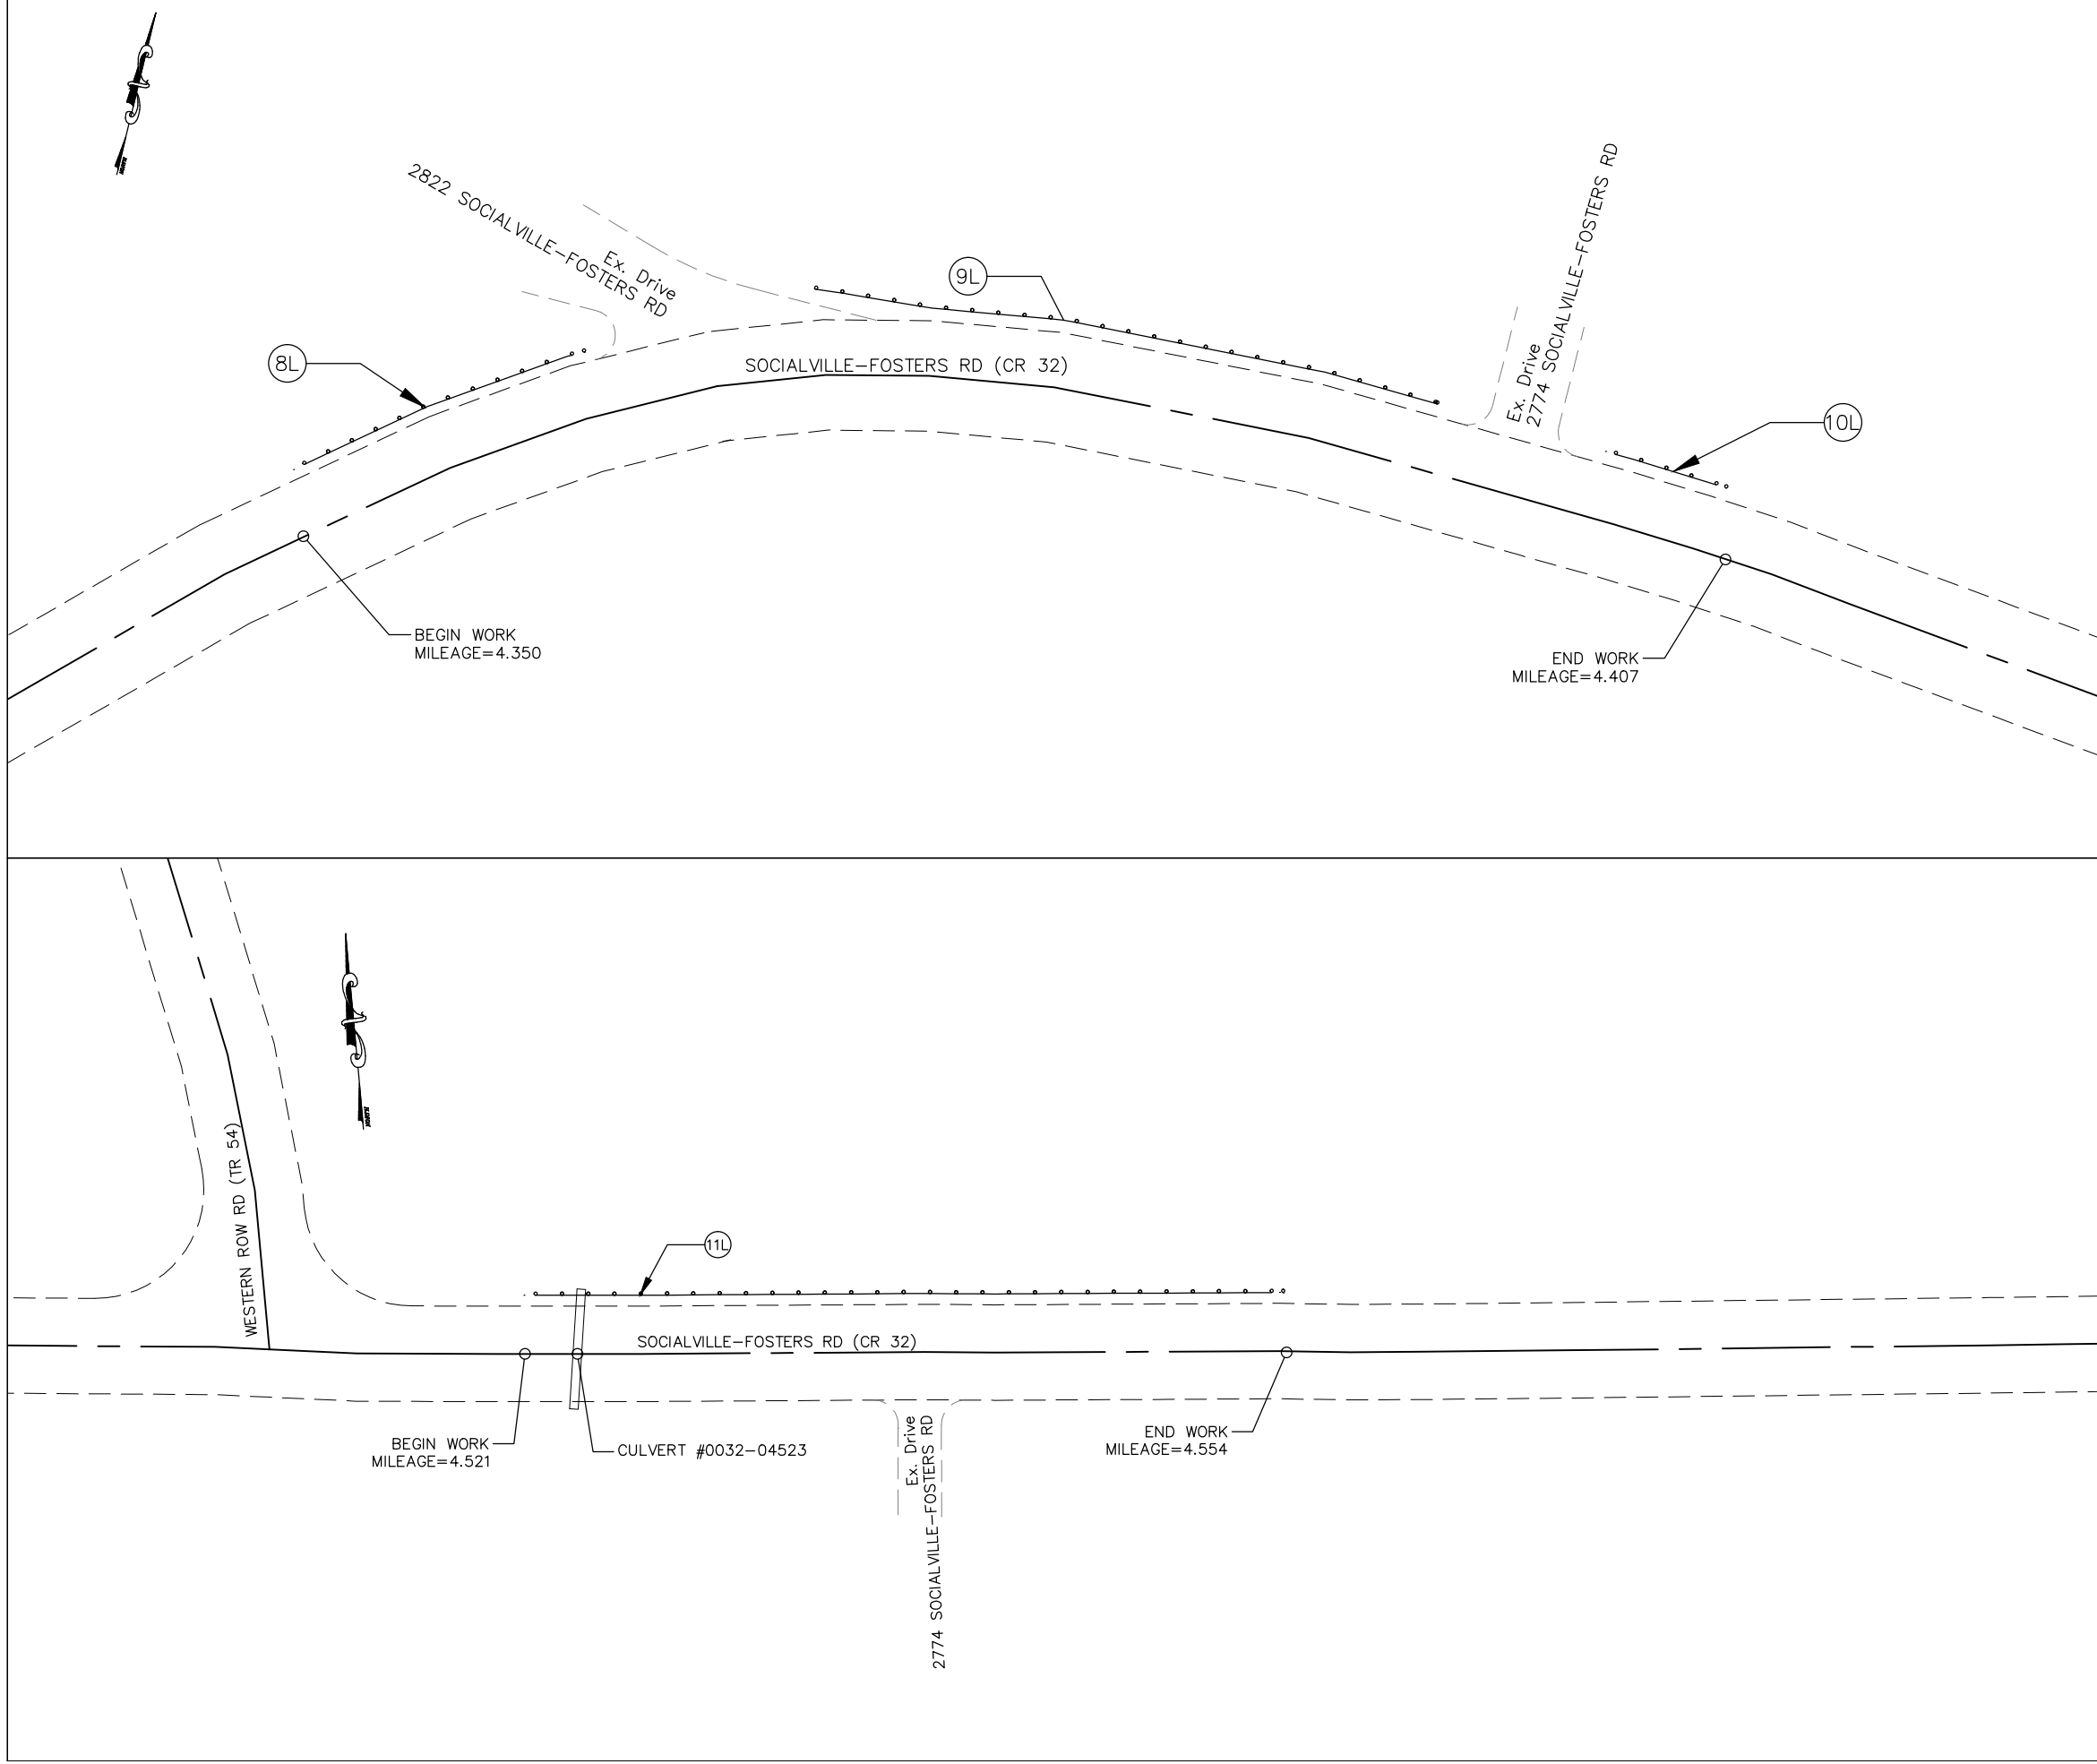 2822 SOCIALVILLE-FOSTERS RD
Ex. Drive
9L
8L
SOCIALVILLE-FOSTERS RD (CR 32)
Ex. Drive
2774 SOCIALVILLE-FOSTERS RD
10L
BEGIN WORK
MILEAGE=4.350
END WORK
MILEAGE=4.407
WESTERN ROW RD (TR 54)
11L
SOCIALVILLE-FOSTERS RD (CR 32)
BEGIN WORK
MILEAGE=4.521
CULVERT #0032-04523
Ex. Drive
2774 SOCIALVILLE-FOSTERS RD
END WORK
MILEAGE=4.554